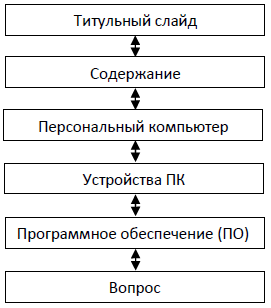 Титульный слайд
Содержание
Персональный компьютер
Устройства ПК
Программное обеспечение (ПО)
Вопрос